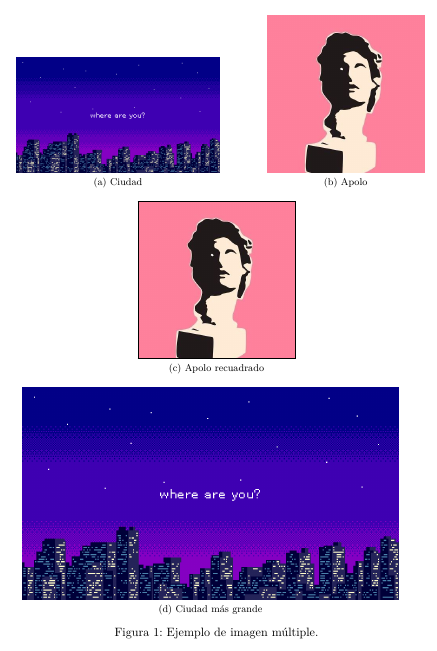 where are you?
(a) Ciudad
(b) Apolo
(c) Apolo recuadrado
where are you?
(d) Ciudad más grande
Figura 1: Ejemplo de imagen múltiple.